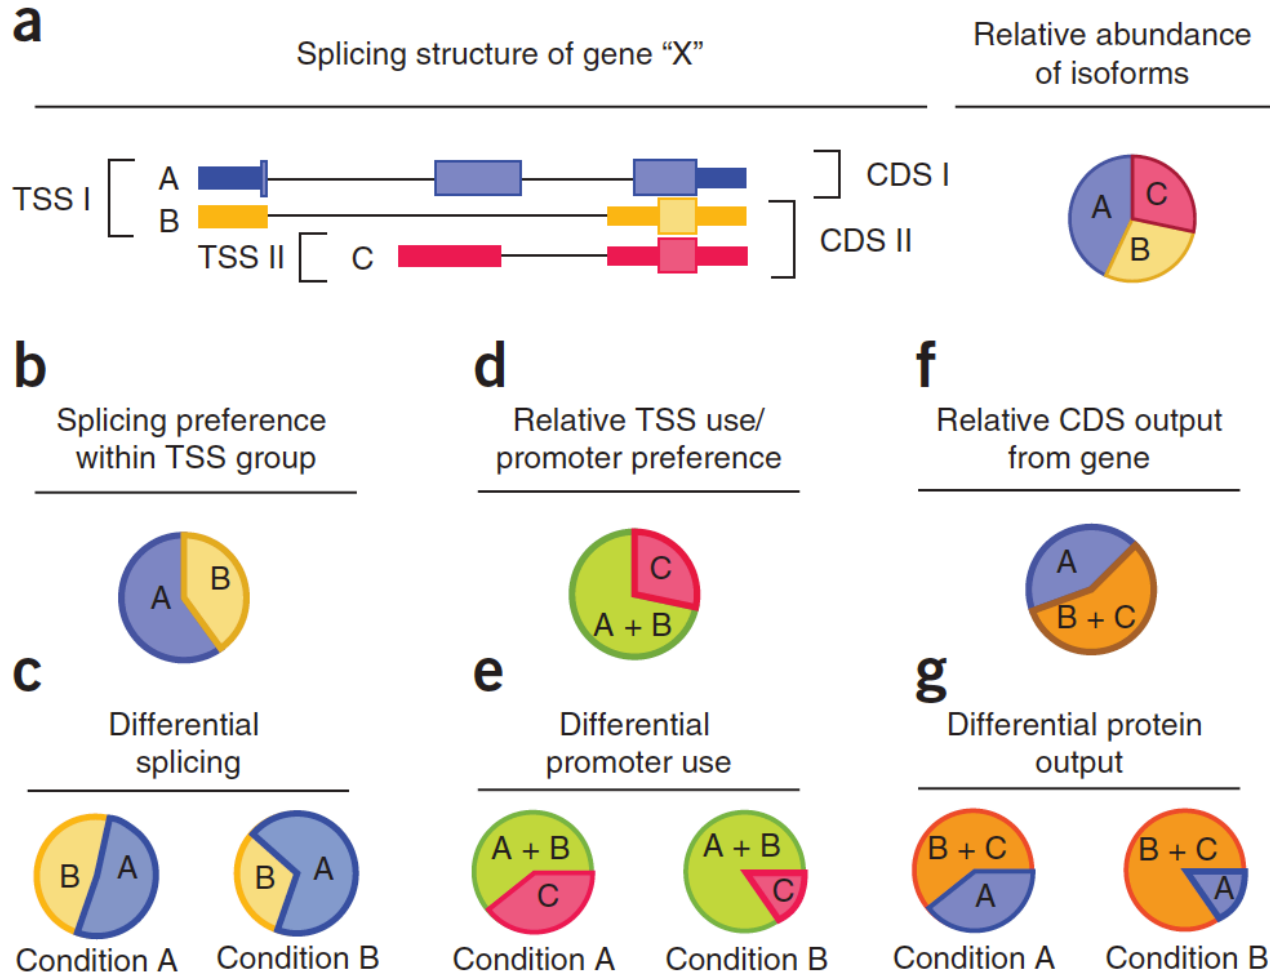 a
Splicing structure of gene “X”
Relative abundance
of isoforms
TSS I
A
B
TSS II
C
CDS I
CDS II
A
C
B
b
Splicing preference
within TSS group
A
B
c
Differential
splicing
B
A
Condition A
B
A
Condition B
d
Relative TSS use/
promoter preference
C
A + B
e
Differential
promoter use
A + B
C
Condition A
A + B
C
Condition B
f
Relative CDS output
from gene
A
B + C
g
Differential protein
output
B + C
A
Condition A
B + C
A
Condition B